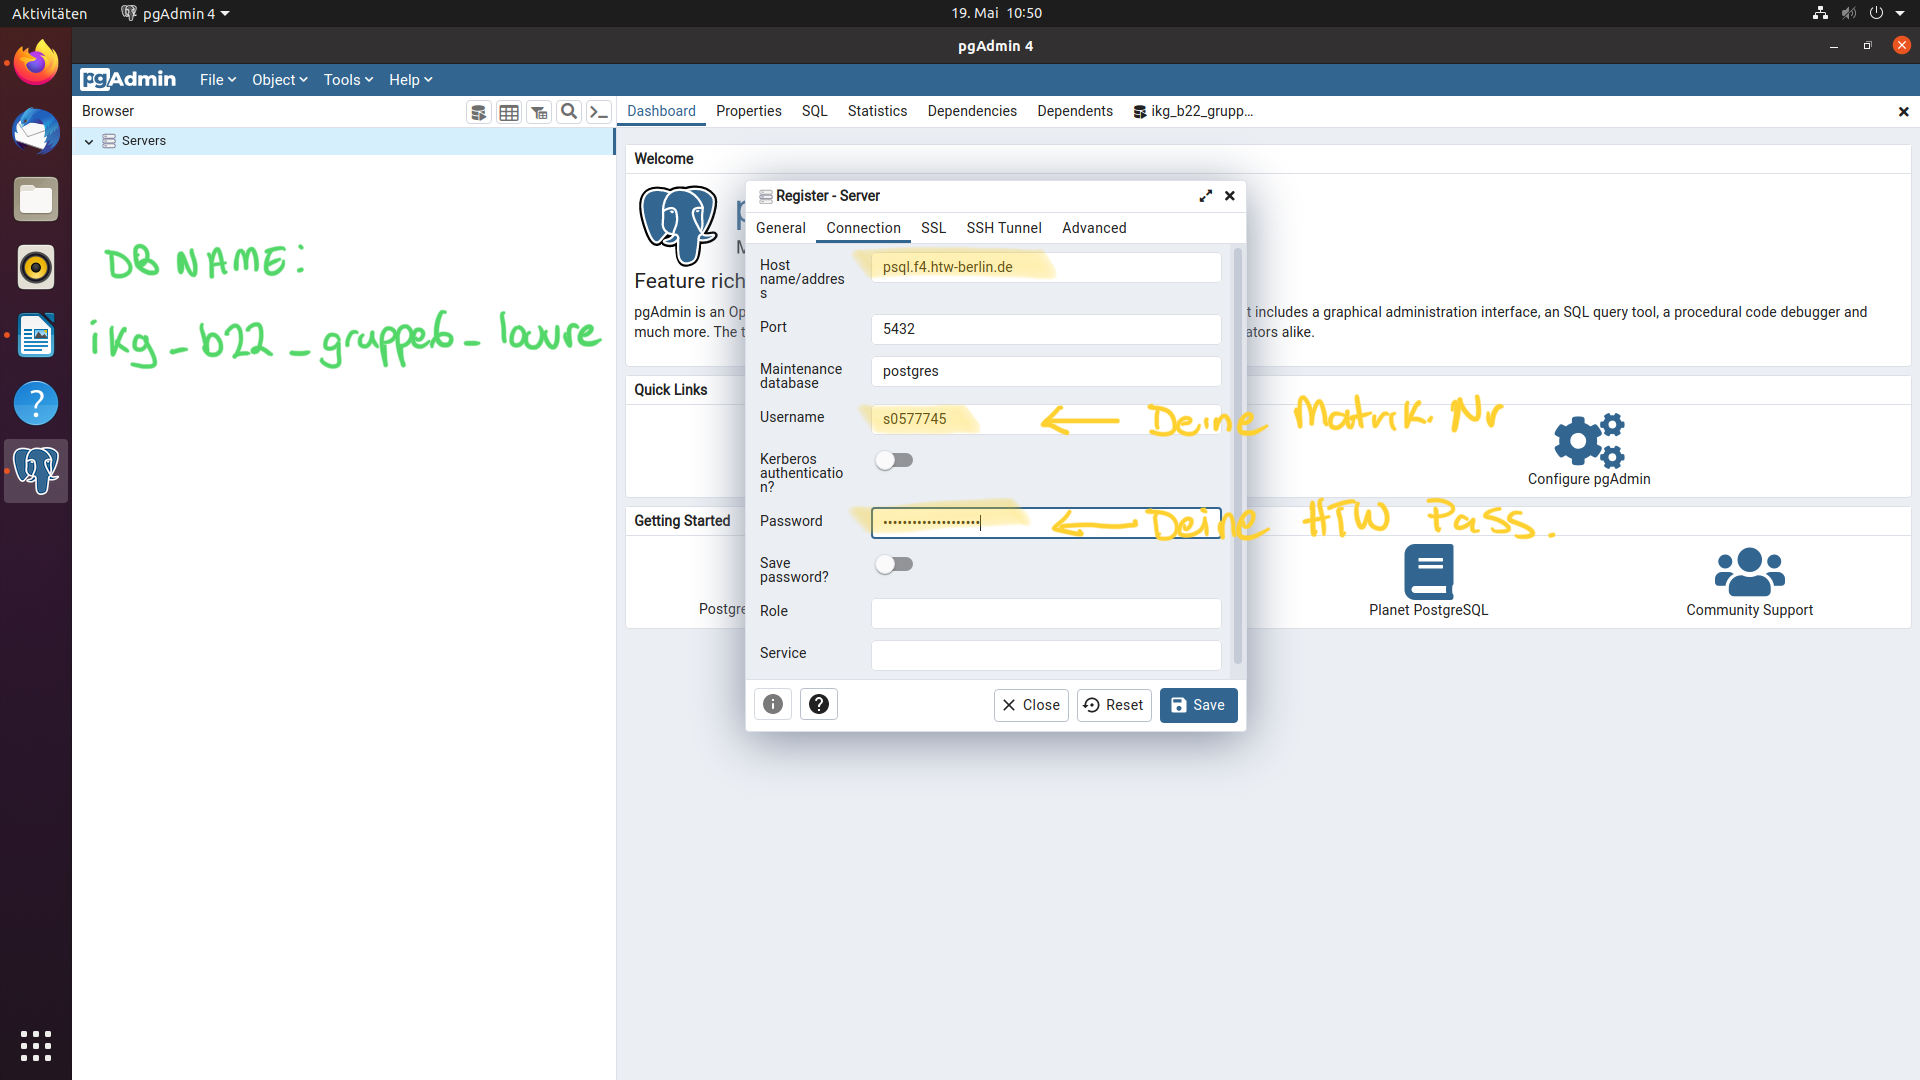 Aktivitäten
pgAdmin 4
19. Mai 10:50
pgAdmin 4
pgAdmin
File
Object
Tools
Help
Browser
Dashboard
Properties
SQL
Statistics
Dependencies
Dependents
ikg_b22_grupp...
Servers
DB NAME:
ikg_b22_gruppe6_louvre
Welcome
Feature rich
pgAdmin is an Op
t includes a graphical administration interface, an SQL query tool, a procedural code debugger and
much more. The t
ators alike.
Quick Links
Configure pgAdmin
Getting Started
Postgre
Planet PostgreSQL
Community Support
Register - Server
General
Connection
SSL
SSH Tunnel
Advanced
Host
name/addres
s
psql.f4.htw-berlin.de
Port
5432
Maintenance
database
postgres
Username
s0577745
← Deine Matrik. Nr
Kerberos
authenticatio
n?
Password
← Deine HTW Pass.
Save
password?
Role
Service
Close
Reset
Save